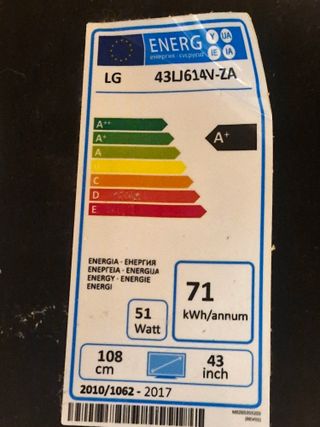 ENERG Y UA IE IA
енергия · ενεργεια
LG 43LJ614V-ZA
A++
A+ A+
A
B
C
D
E
ENERGIA · ЕНЕРГИЯ
ΕΝΕΡΓΕΙΑ · ENERGIJA
ENERGY · ENERGIE
ENERGI
71
kWh/annum
51
Watt
108
cm
43
inch
2010/1062 - 2017